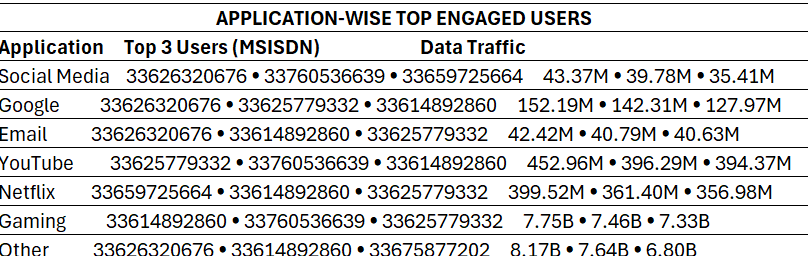 APPLICATION-WISE TOP ENGAGED USERS
Application Top 3 Users (MSISDN) Data Traffic
Social Media 33626320676 • 33760536639 • 33659725664 43.37M • 39.78M • 35.41M
Google 33626320676 • 33625779332 • 33614892860 152.19M • 142.31M • 127.97M
Email 33626320676 • 33614892860 • 33625779332 42.42M • 40.79M • 40.63M
YouTube 33625779332 • 33760536639 • 33614892860 452.96M • 396.29M • 394.37M
Netflix 33659725664 • 33614892860 • 33625779332 399.52M • 361.40M • 356.98M
Gaming 33614892860 • 33760536639 • 33625779332 7.75B • 7.46B • 7.33B
Other 33626320676 • 33614892860 • 33675877202 8.17B • 7.64B • 6.80B